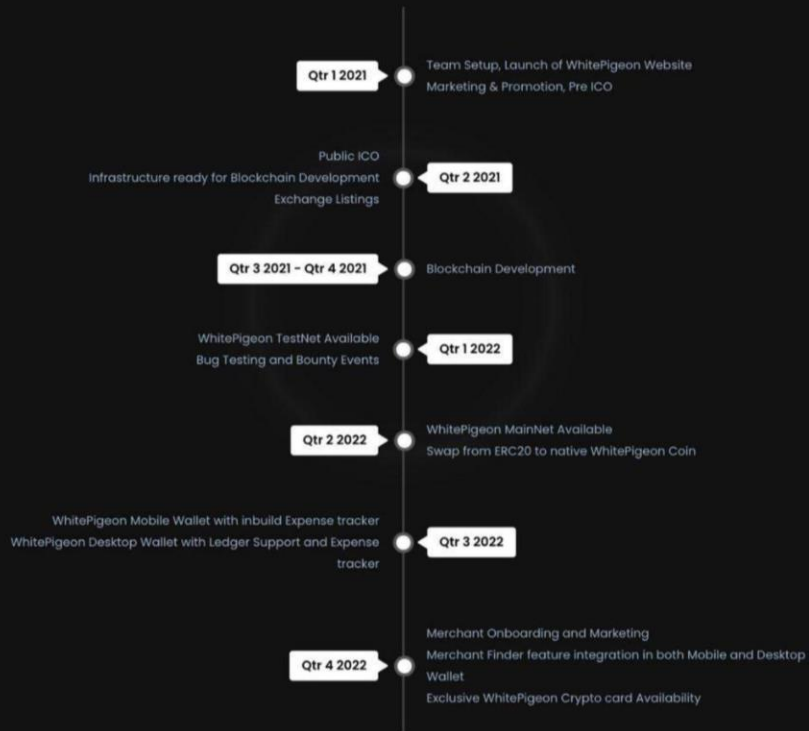 Qtr 1 2021
Team Setup, Launch of WhitePigeon Website
Marketing & Promotion, Pre ICO
Public ICO
Infrastructure ready for Blockchain Development
Exchange Listings
Qtr 2 2021
Qtr 3 2021 - Qtr 4 2021
Blockchain Development
WhitePigeon TestNet Available
Bug Testing and Bounty Events
Qtr 1 2022
Qtr 2 2022
WhitePigeon MainNet Available
Swap from ERC20 to native WhitePigeon Coin
WhitePigeon Mobile Wallet with inbuild Expense tracker
WhitePigeon Desktop Wallet with Ledger Support and Expense
tracker
Qtr 3 2022
Qtr 4 2022
Merchant Onboarding and Marketing
Merchant Finder feature integration in both Mobile and Desktop
Wallet
Exclusive WhitePigeon Crypto card Availability